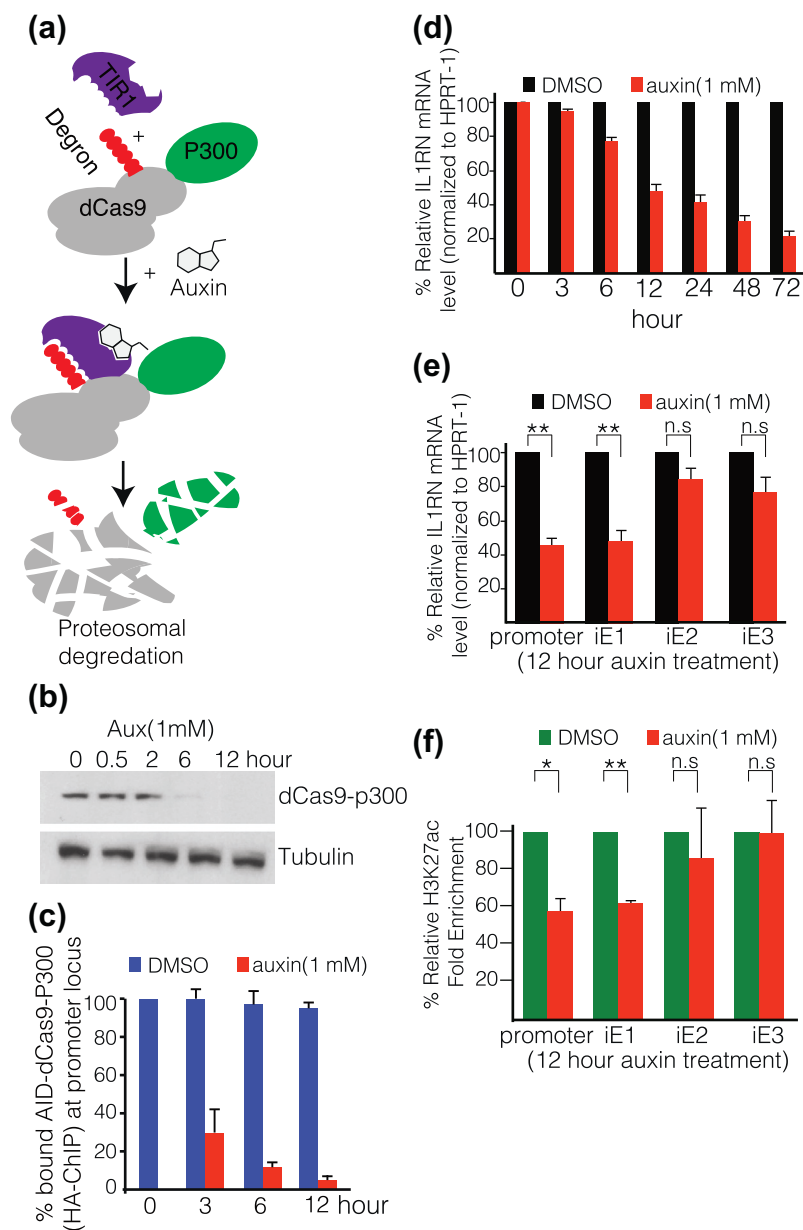 (a)
TIR1
+
Degron
P300
dCas9
+
Auxin
Proteosomal
degredation
(b)
Aux(1mM)
0 0.5 2 6 12 hour
dCas9-p300
Tubulin
(c)
DMSO auxin(1 mM)
% bound AID-dCas9-P300
(HA-ChIP) at promoter locus
100
80
60
40
20
0
0 3 6 12 hour
(d)
DMSO auxin(1 mM)
% Relative IL1RN mRNA
level (normalized to HPRT-1)
100
80
60
40
20
0 3 6 12 24 48 72
hour
(e)
DMSO auxin(1 mM)
** ** n.s n.s
% Relative IL1RN mRNA
level (normalized to HPRT-1)
100
80
60
40
20
promoter iE1 iE2 iE3
(12 hour auxin treatment)
(f)
DMSO auxin(1 mM)
* ** n.s n.s
% Relative H3K27ac
Fold Enrichment
100
80
60
40
20
promoter iE1 iE2 iE3
(12 hour auxin treatment)